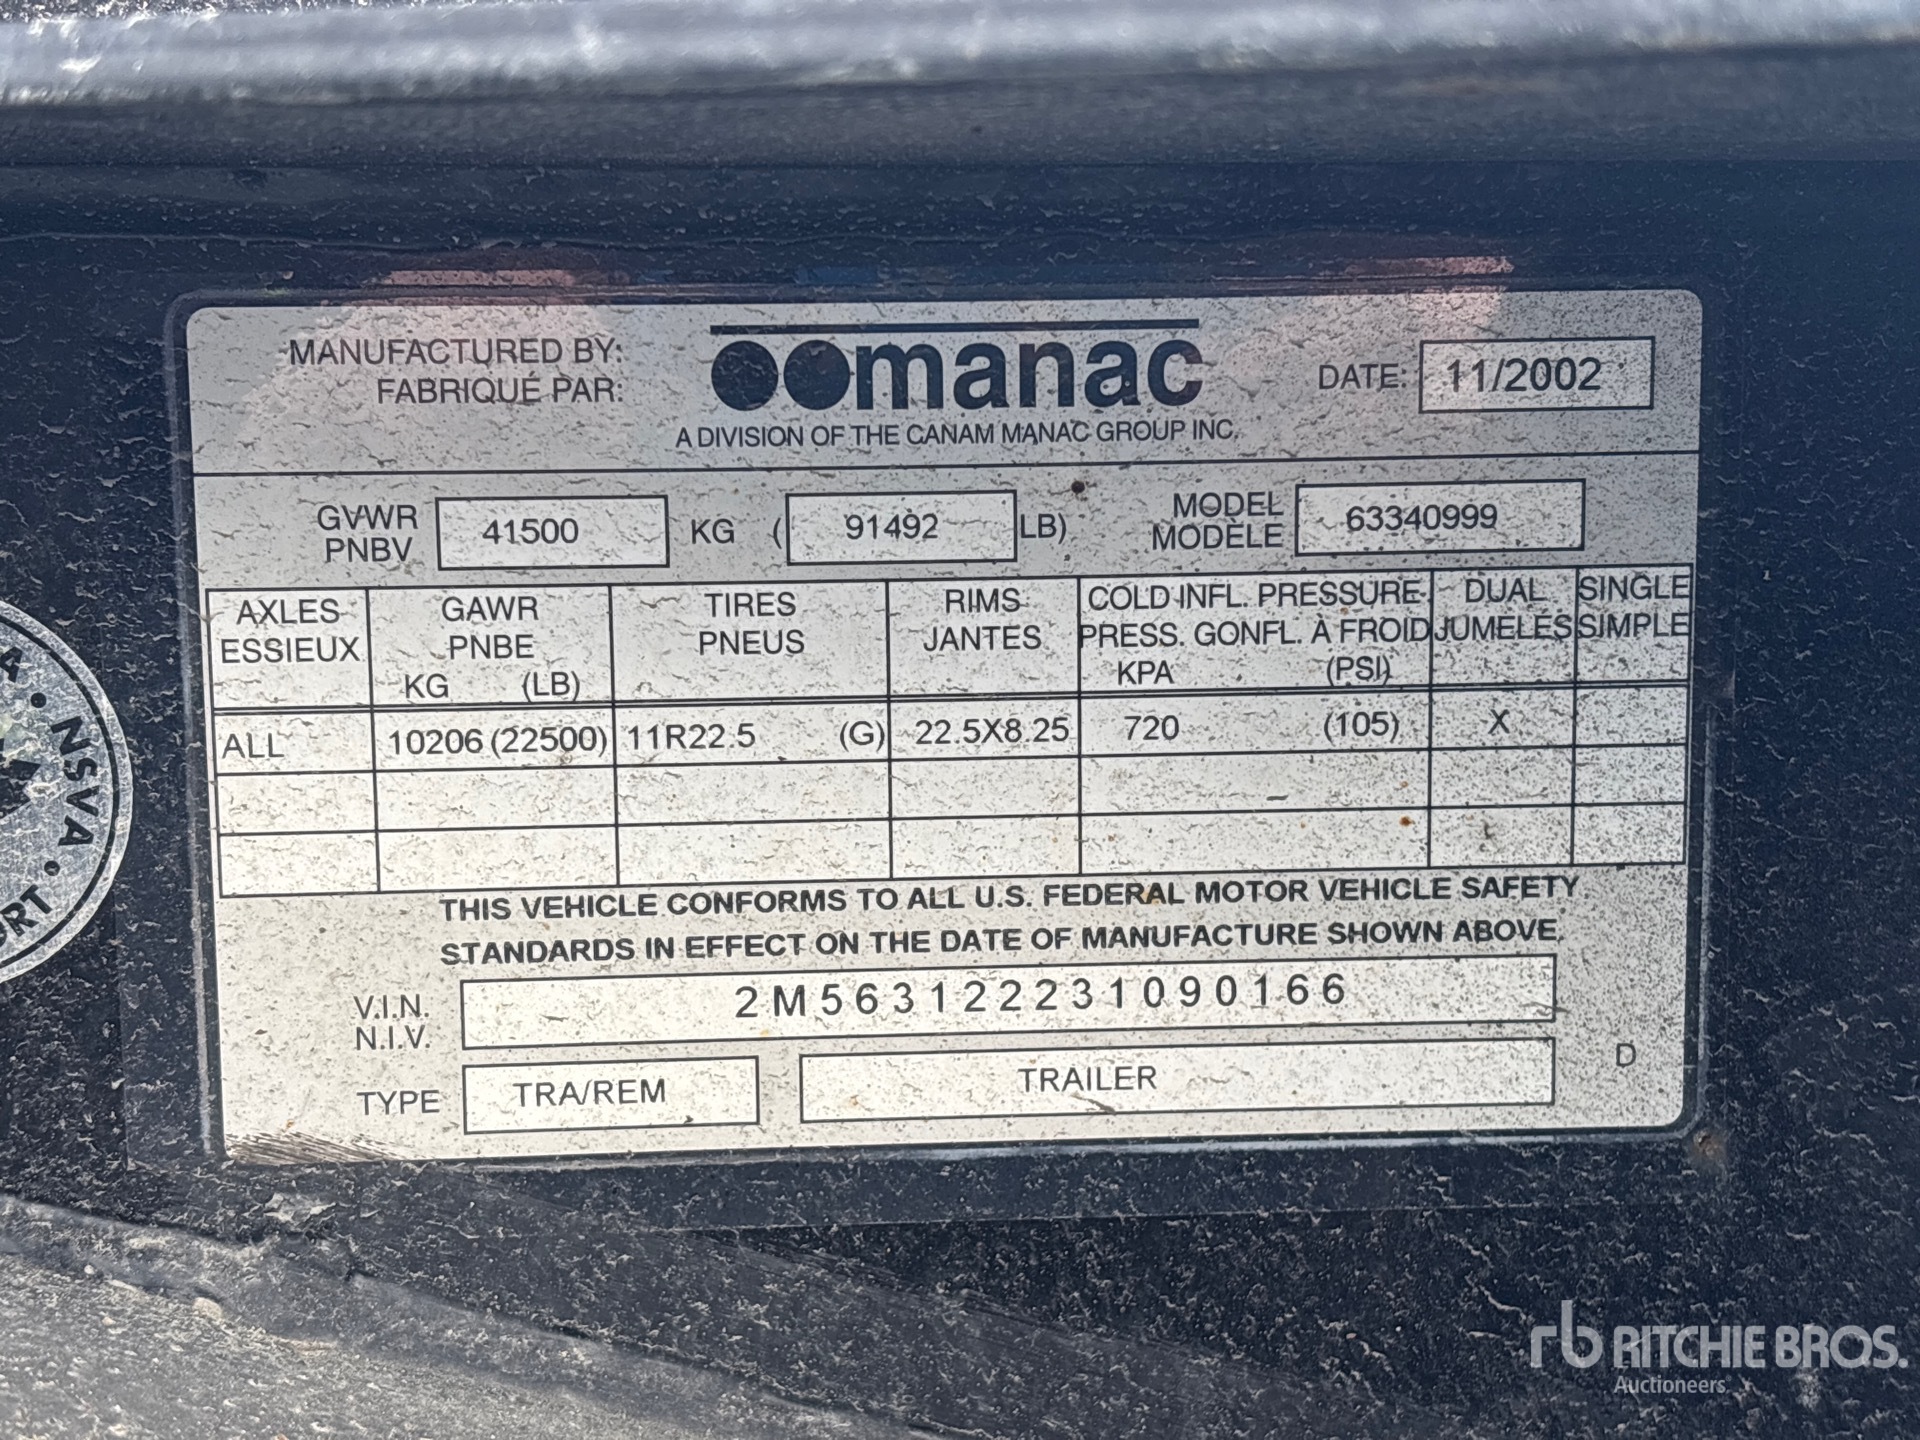 MANUFACTURED BY:
FABRIQUÉ PAR:
manac
A DIVISION OF THE CANAM MANAC GROUP INC.
DATE: 11/2002
GVWR
PNBV
41500 KG ( 91492 LB)
MODEL
MODÈLE
63340999
AXLES
ESSIEUX
GAWR
PNBE
KG (LB)
TIRES
PNEUS
RIMS
JANTES
COLD INFL. PRESSURE
PRESS. GONFL. À FROID
KPA (PSI)
DUAL
JUMELÉS
SINGLE
SIMPLE
ALL 10206 (22500) 11R22.5 (G) 22.5X8.25 720 (105) X
THIS VEHICLE CONFORMS TO ALL U.S. FEDERAL MOTOR VEHICLE SAFETY
STANDARDS IN EFFECT ON THE DATE OF MANUFACTURE SHOWN ABOVE.
V.I.N.
N.I.V.
2M563122231090166
TYPE TRA/REM TRAILER
D
NSVA
rb RITCHIE BROS.
Auctioneers